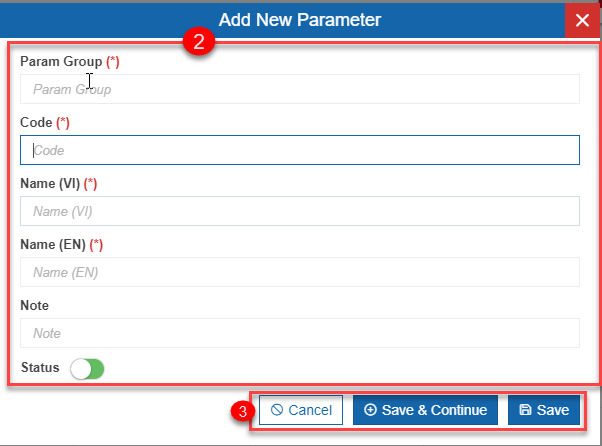 Add New Parameter
2
Param Group (*)
Param Group
Code (*)
Code
Name (VI) (*)
Name (VI)
Name (EN) (*)
Name (EN)
Note
Note
Status
3 Cancel Save & Continue Save